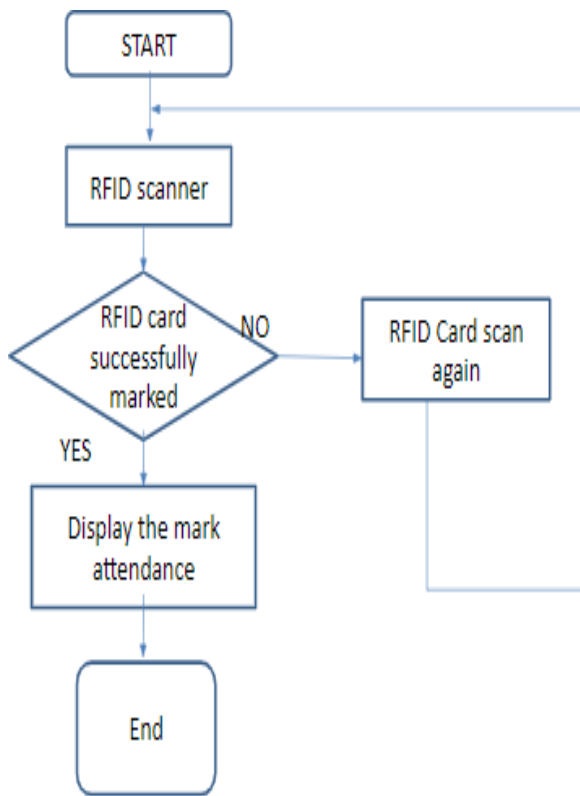 START
RFID scanner
RFID card
successfully
marked
NO
RFID Card scan
again
YES
Display the mark
attendance
End